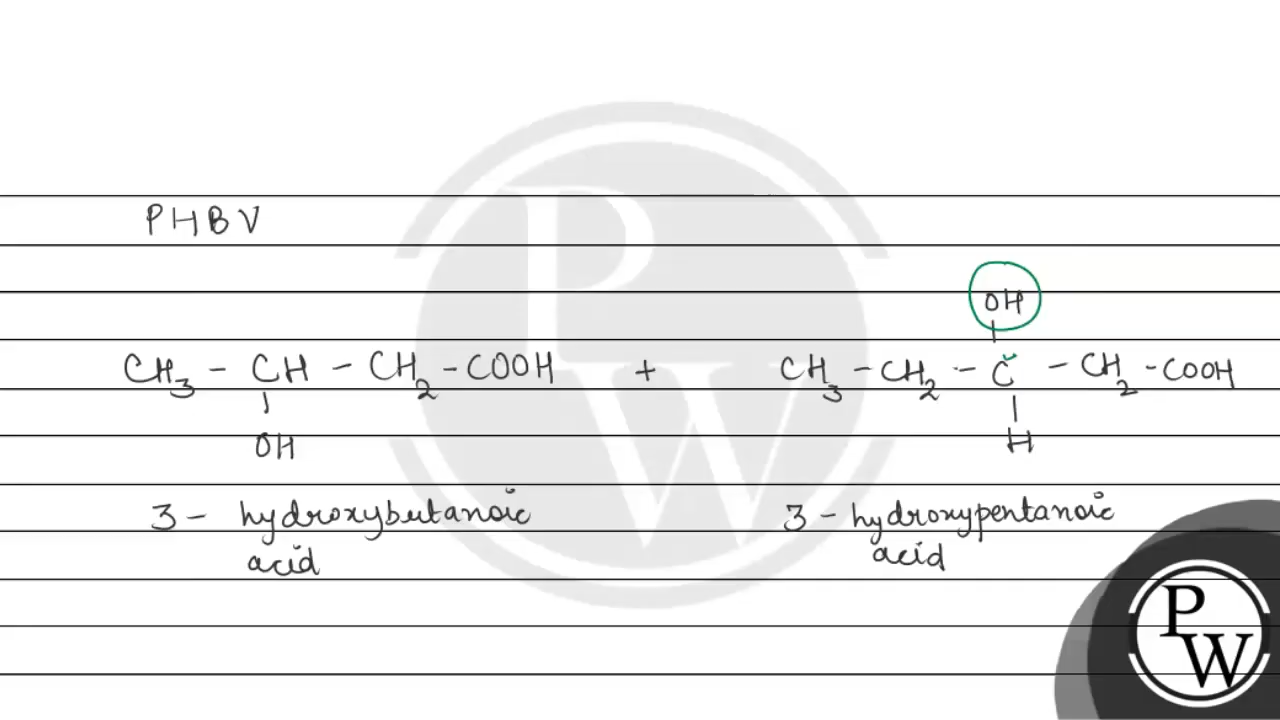 PHBV
OH
CH₃ - CH - CH₂ - COOH + CH₃ - CH₂ - C - CH₂ - COOH
OH H
3 - hydroxybutanoic 3 - hydroxypentanoic
acid acid
P
W
P
W